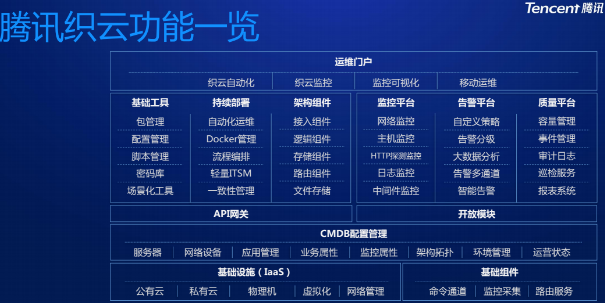 Tencent 腾讯
腾讯织云功能一览
运维门户
织云自动化 织云监控 监控可视化 移动运维
基础工具 持续部署 架构组件 监控平台 告警平台 质量平台
包管理 自动化运维 接入组件 网络监控 自定义策略 容量管理
配置管理 Docker管理 逻辑组件 主机监控 告警分级 事件管理
脚本管理 流程编排 存储组件 HTTP探测监控 大数据分析 审计日志
密码库 轻量ITSM 路由组件 日志监控 告警多通道 巡检服务
场景化工具 一致性管理 文件存储 中间件监控 智能告警 报表系统
API网关 开放模块
CMDB配置管理
服务器 网络设备 应用管理 业务属性 监控属性 架构拓扑 环境管理 运营状态
基础设施（IaaS） 基础组件
公有云 私有云 物理机 虚拟化 网络管理 命令通道 监控采集 路由服务